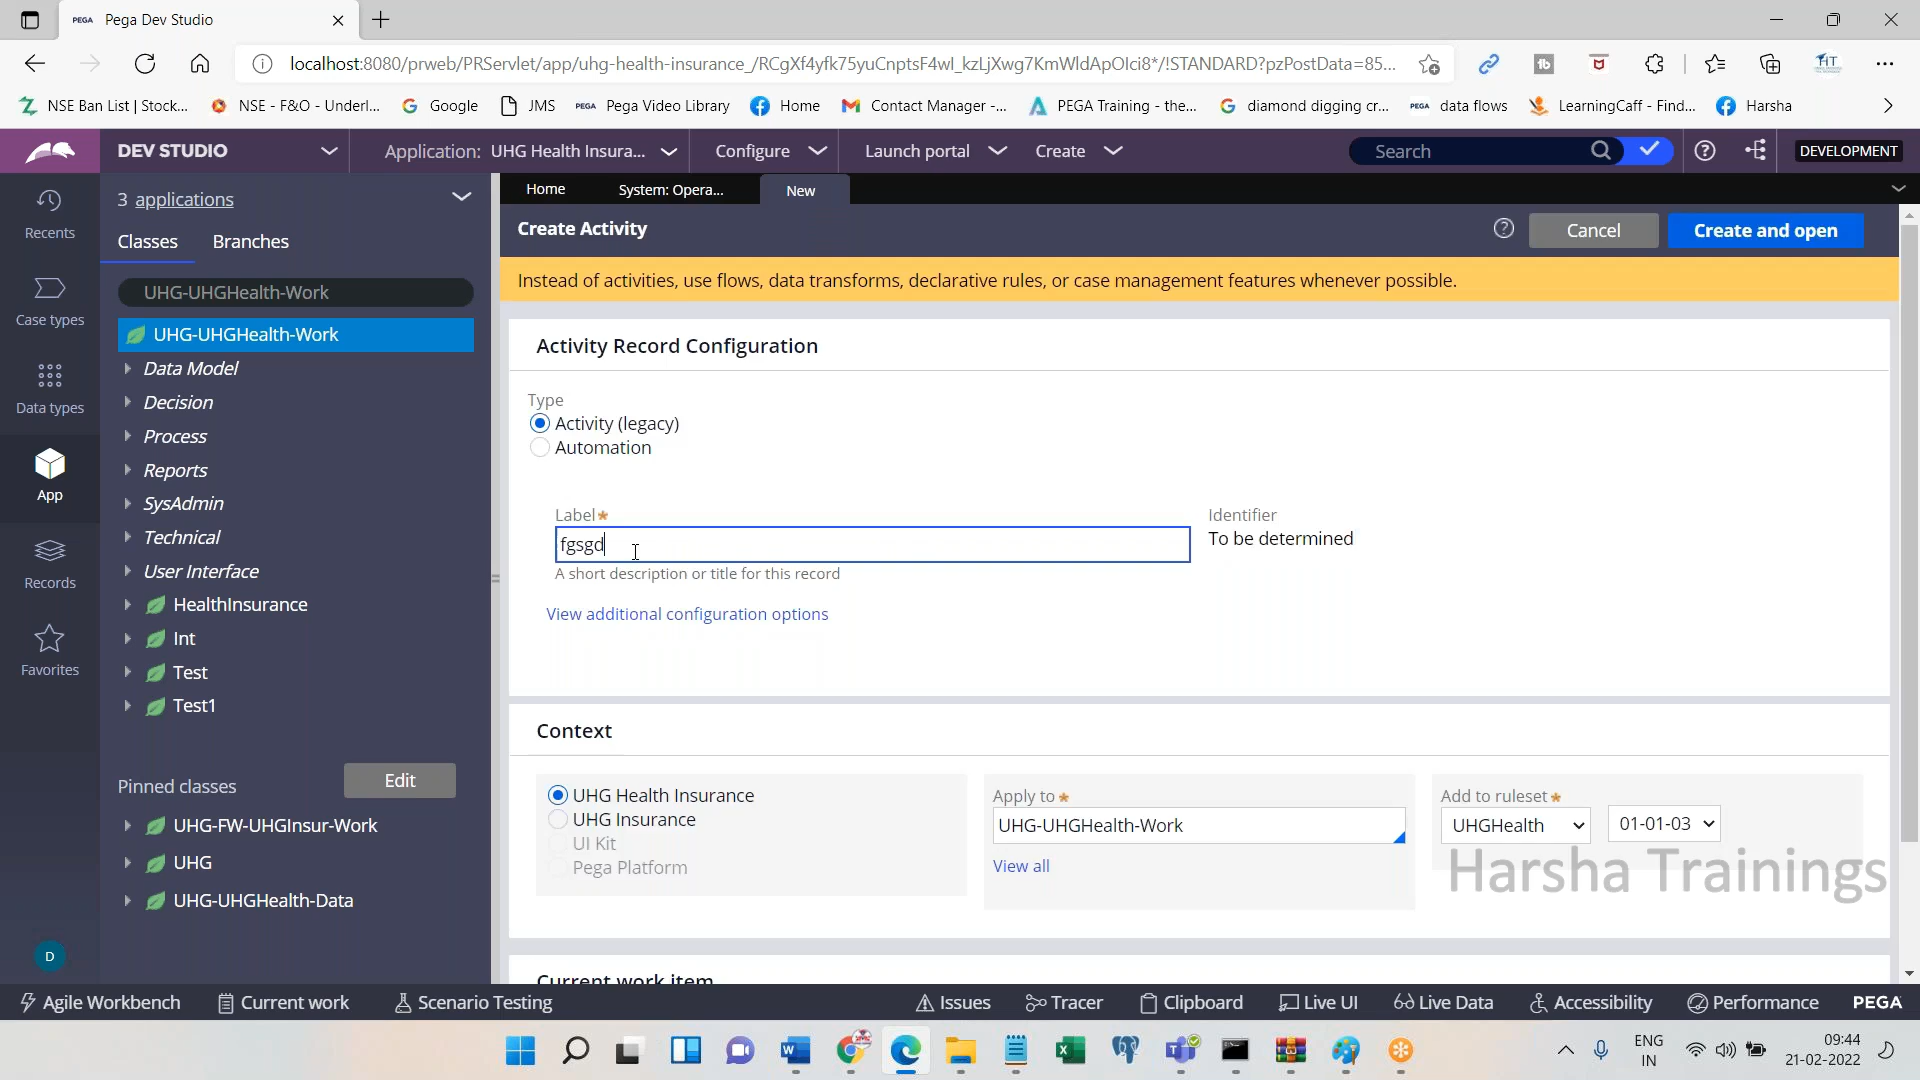 PEGA Pega Dev Studio
localhost:8080/prweb/PRServlet/app/uhg-health-insurance_/RCgXf4yfk75yuCnptsF4wl_kzLjXwg7KmWldApOlci8*/!STANDARD?pzPostData=85...
NSE Ban List | Stock... NSE - F&O - Underl... Google JMS PEGA Pega Video Library Home Contact Manager -... PEGA Training - the... diamond digging cr... PEGA data flows LearningCaff - Find... Harsha
DEV STUDIO Application: UHG Health Insura... Configure Launch portal Create Search DEVELOPMENT
Recents
Case types
Data types
App
Records
Favorites
D
3 applications
Classes Branches
UHG-UHGHealth-Work
UHG-UHGHealth-Work
Data Model
Decision
Process
Reports
SysAdmin
Technical
User Interface
HealthInsurance
Int
Test
Test1
Pinned classes Edit
UHG-FW-UHGInsur-Work
UHG
UHG-UHGHealth-Data
Home System: Opera... New
Create Activity Cancel Create and open
Instead of activities, use flows, data transforms, declarative rules, or case management features whenever possible.
Activity Record Configuration
Type
Activity (legacy)
Automation
Label* Identifier
fgsgd To be determined
A short description or title for this record
View additional configuration options
Context
UHG Health Insurance
UHG Insurance
UI Kit
Pega Platform
Apply to*
UHG-UHGHealth-Work
View all
Add to ruleset*
UHGHealth 01-01-03
Harsha Trainings
Current work item
Agile Workbench Current work Scenario Testing Issues Tracer Clipboard Live UI Live Data Accessibility Performance PEGA
ENG
IN
09:44
21-02-2022